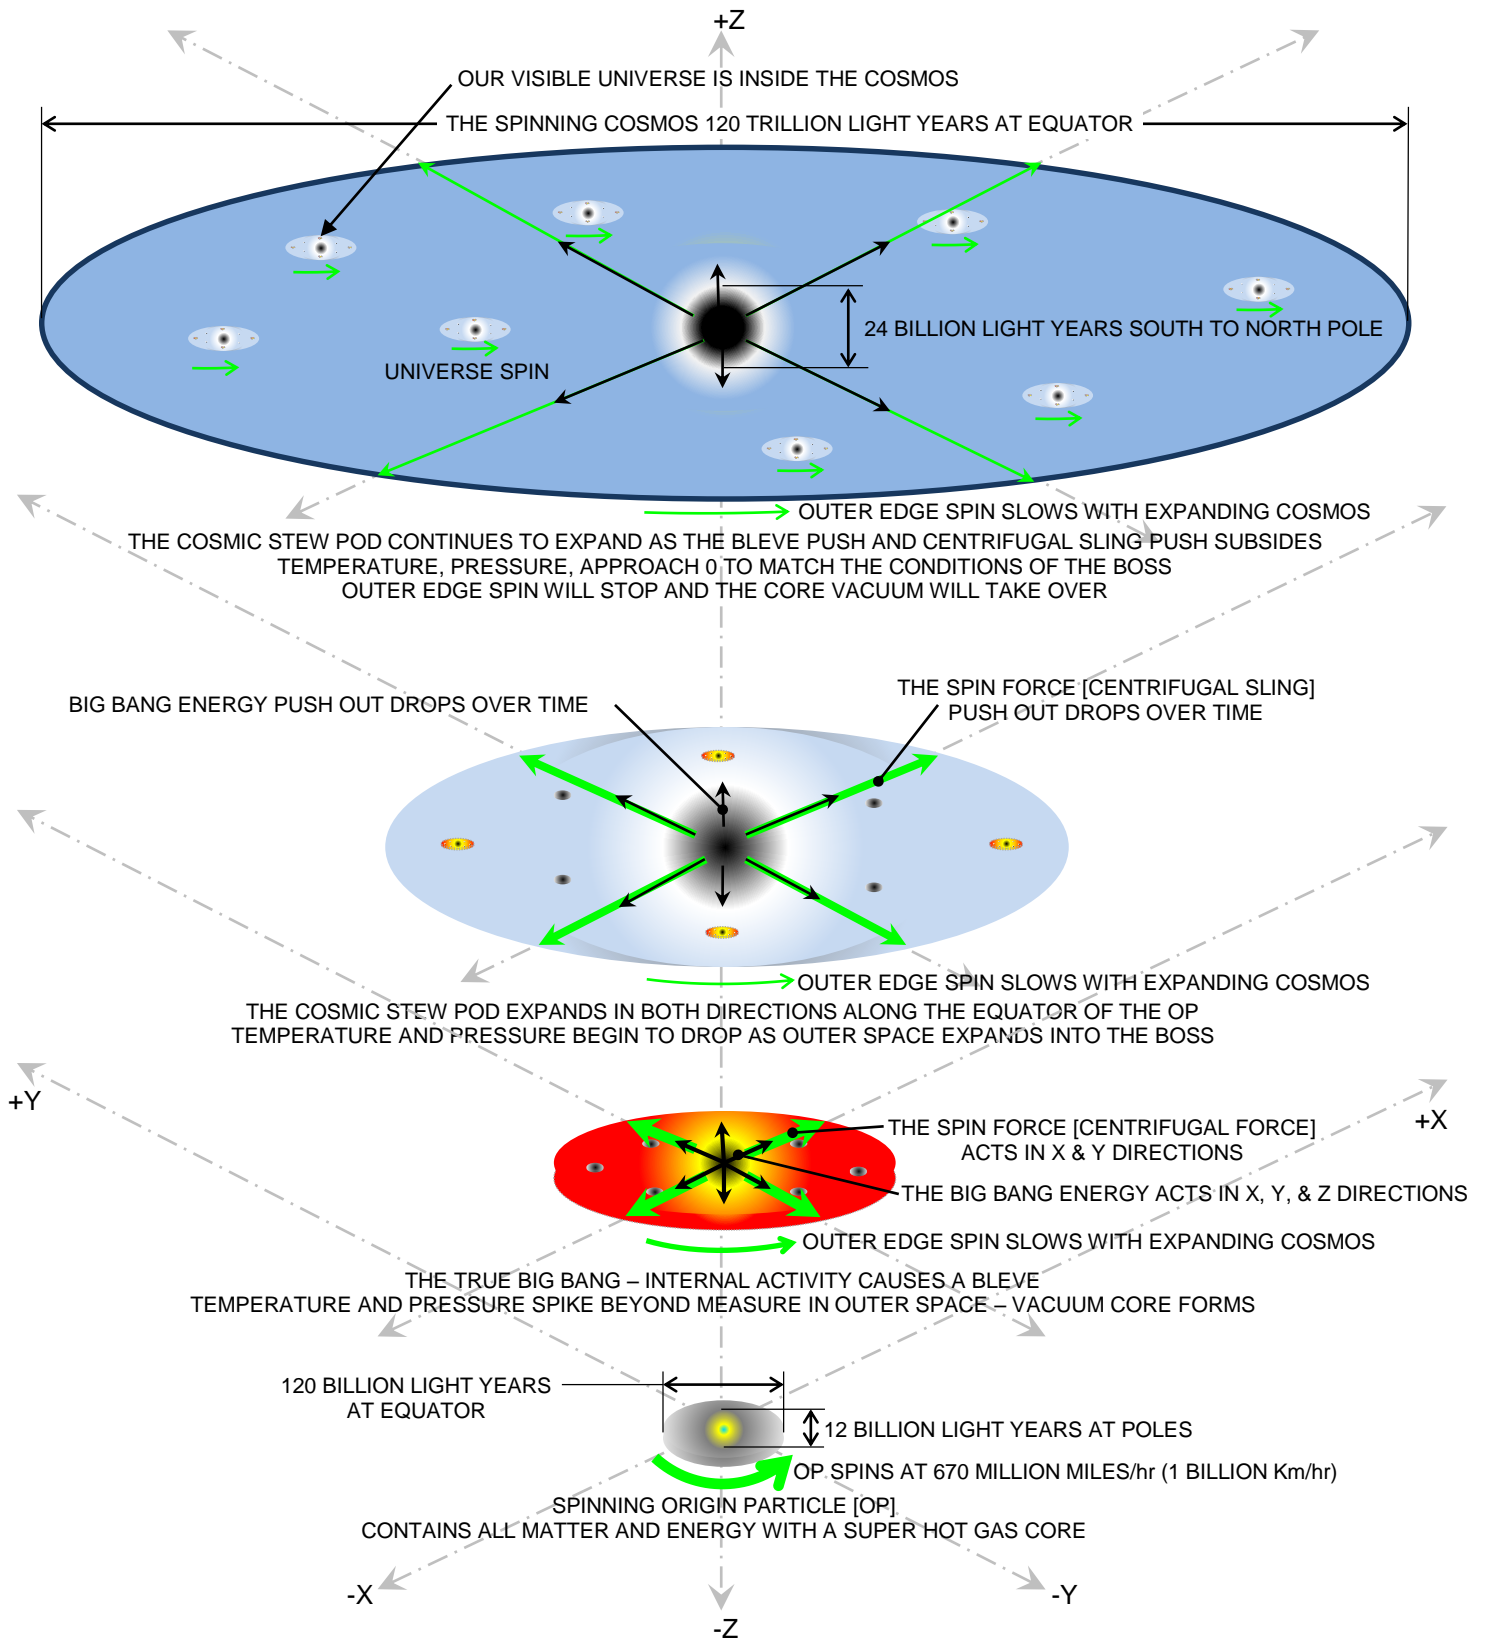 +Z
OUR VISIBLE UNIVERSE IS INSIDE THE COSMOS
THE SPINNING COSMOS 120 TRILLION LIGHT YEARS AT EQUATOR
24 BILLION LIGHT YEARS SOUTH TO NORTH POLE
UNIVERSE SPIN
OUTER EDGE SPIN SLOWS WITH EXPANDING COSMOS
THE COSMIC STEW POD CONTINUES TO EXPAND AS THE BLEVE PUSH AND CENTRIFUGAL SLING PUSH SUBSIDES
TEMPERATURE, PRESSURE, APPROACH 0 TO MATCH THE CONDITIONS OF THE BOSS
OUTER EDGE SPIN WILL STOP AND THE CORE VACUUM WILL TAKE OVER
BIG BANG ENERGY PUSH OUT DROPS OVER TIME
THE SPIN FORCE [CENTRIFUGAL SLING]
PUSH OUT DROPS OVER TIME
OUTER EDGE SPIN SLOWS WITH EXPANDING COSMOS
THE COSMIC STEW POD EXPANDS IN BOTH DIRECTIONS ALONG THE EQUATOR OF THE OP
TEMPERATURE AND PRESSURE BEGIN TO DROP AS OUTER SPACE EXPANDS INTO THE BOSS
+Y
+X
THE SPIN FORCE [CENTRIFUGAL FORCE]
ACTS IN X & Y DIRECTIONS
THE BIG BANG ENERGY ACTS IN X, Y, & Z DIRECTIONS
OUTER EDGE SPIN SLOWS WITH EXPANDING COSMOS
THE TRUE BIG BANG – INTERNAL ACTIVITY CAUSES A BLEVE
TEMPERATURE AND PRESSURE SPIKE BEYOND MEASURE IN OUTER SPACE – VACUUM CORE FORMS
120 BILLION LIGHT YEARS
AT EQUATOR
12 BILLION LIGHT YEARS AT POLES
OP SPINS AT 670 MILLION MILES/hr (1 BILLION Km/hr)
SPINNING ORIGIN PARTICLE [OP]
CONTAINS ALL MATTER AND ENERGY WITH A SUPER HOT GAS CORE
-X
-Y
-Z